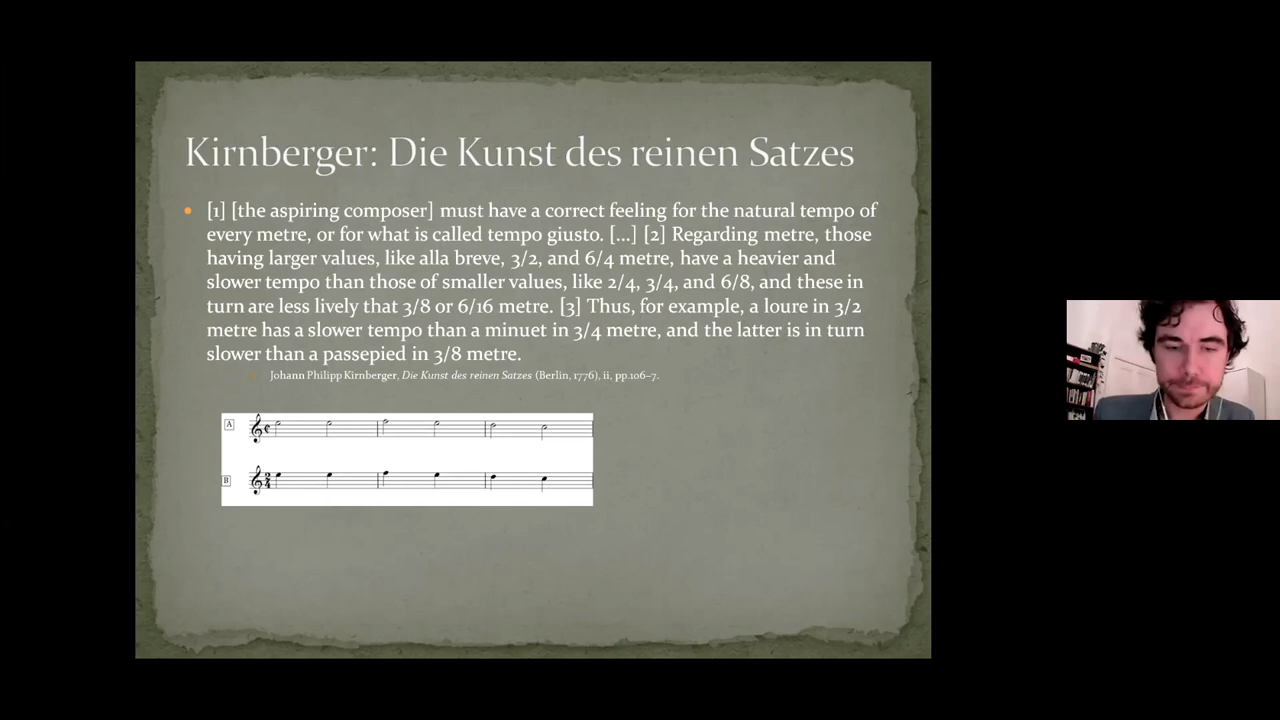 Kirnberger: Die Kunst des reinen Satzes
[1] [the aspiring composer] must have a correct feeling for the natural tempo of
every metre, or for what is called tempo giusto. [...] [2] Regarding metre, those
having larger values, like alla breve, 3/2, and 6/4 metre, have a heavier and
slower tempo than those of smaller values, like 2/4, 3/4, and 6/8, and these in
turn are less lively that 3/8 or 6/16 metre. [3] Thus, for example, a loure in 3/2
metre has a slower tempo than a minuet in 3/4 metre, and the latter is in turn
slower than a passepied in 3/8 metre.
Johann Philipp Kirnberger, Die Kunst des reinen Satzes (Berlin, 1776), ii, pp.106–7.
A
B